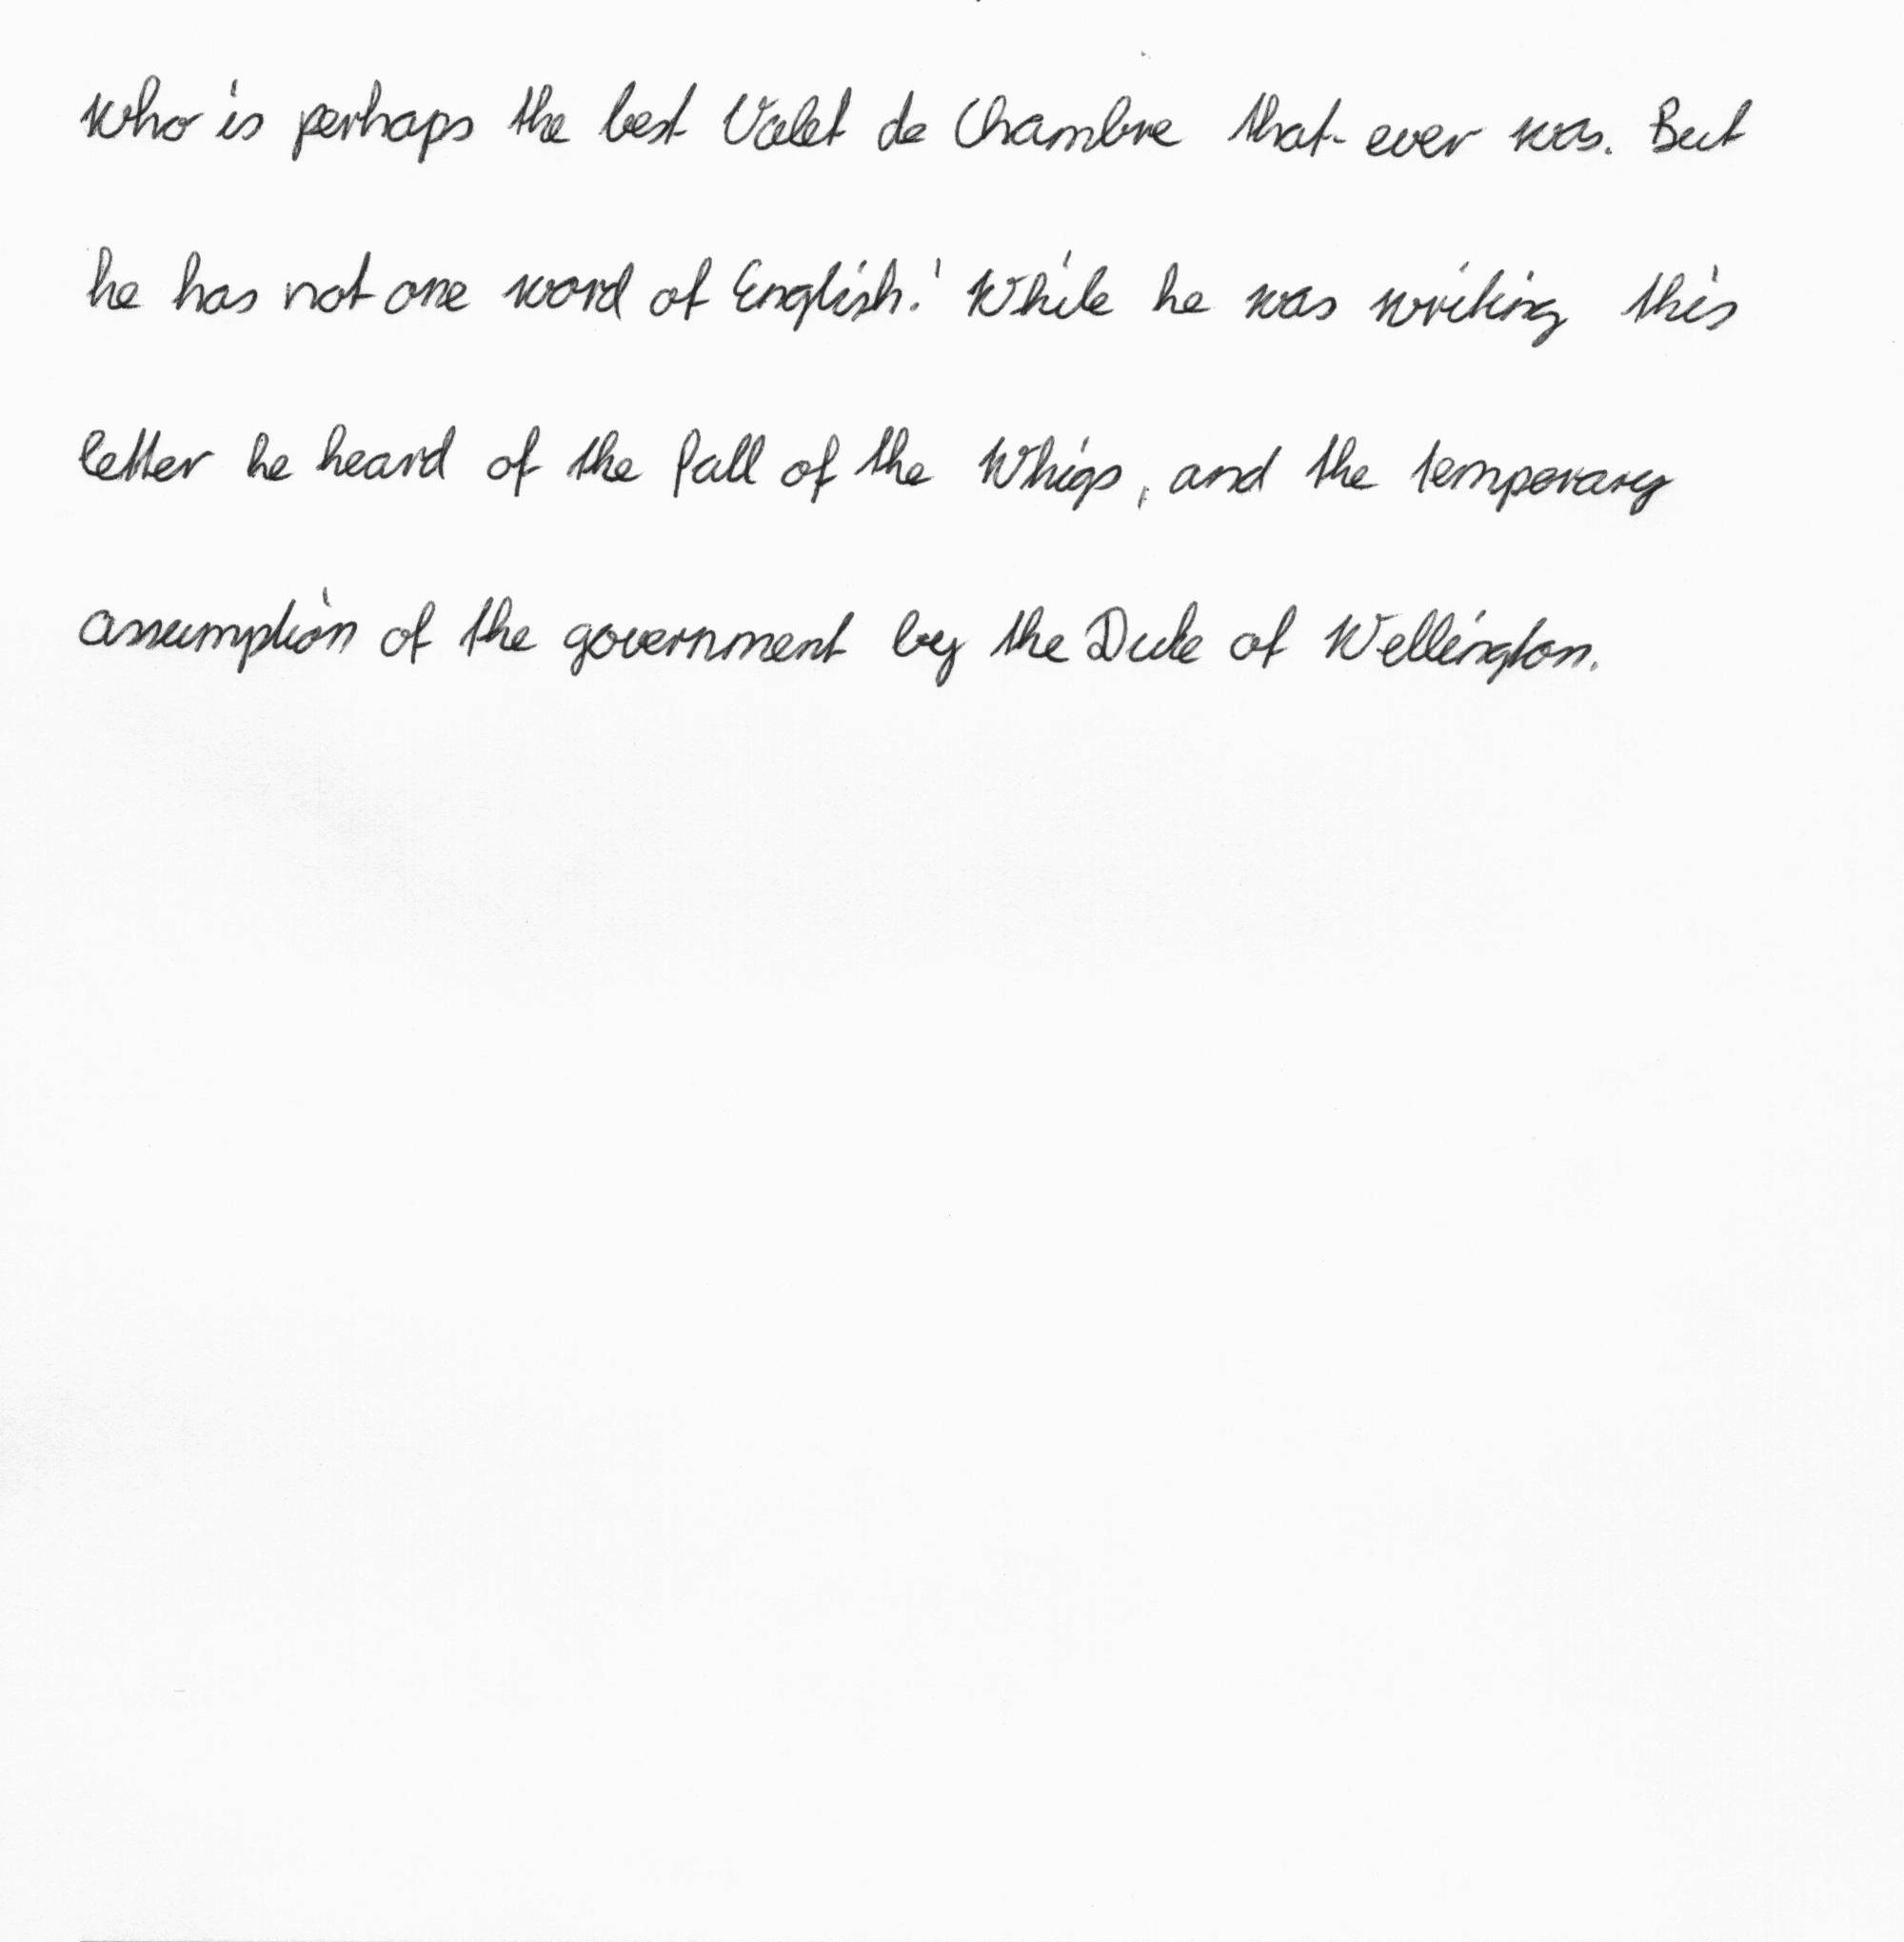 who is perhaps the best Valet de Chambre that ever was. But
he has not one word of English.' While he was writing this
letter he heard of the fall of the Whigs, and the temporary
assumption of the government by the Duke of Wellington.